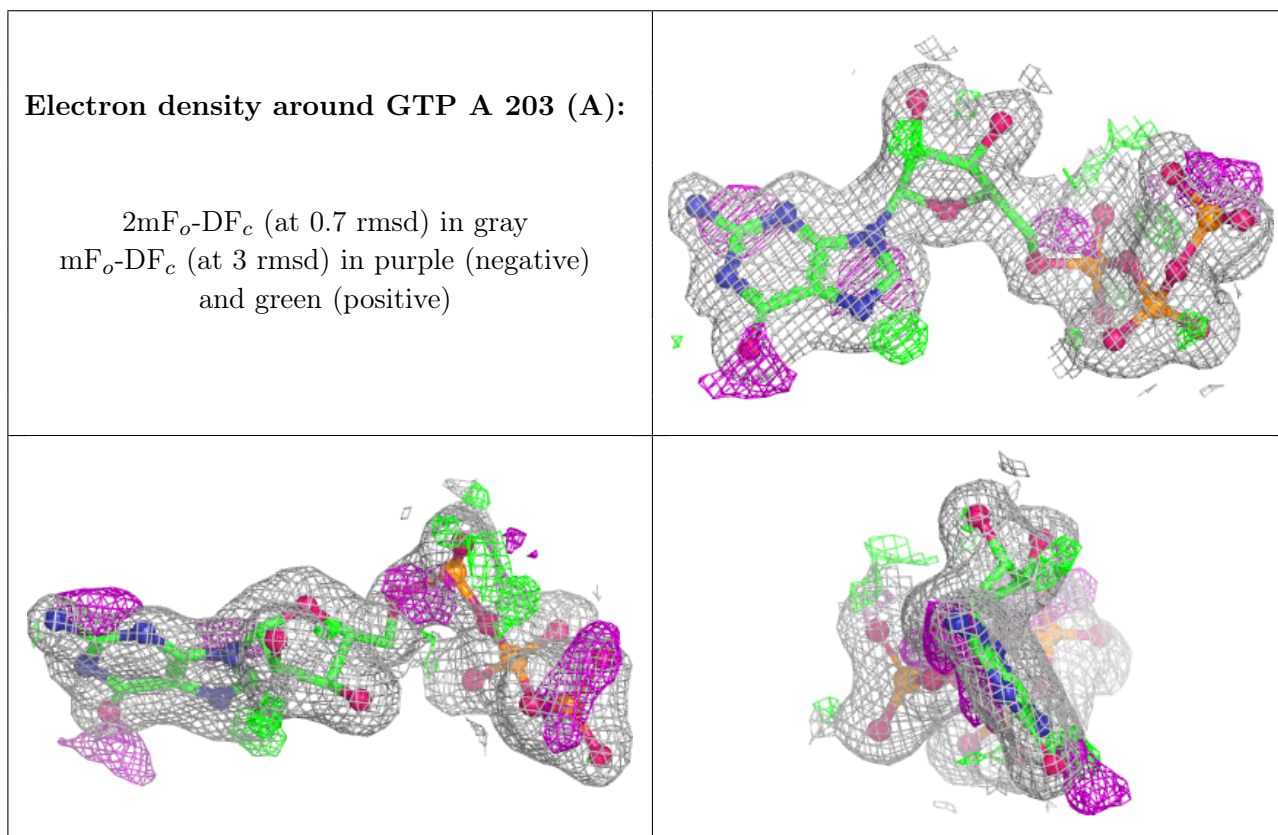 Electron density around GTP A 203 (A):
2mFo-DFc (at 0.7 rmsd) in gray
mFo-DFc (at 3 rmsd) in purple (negative)
and green (positive)